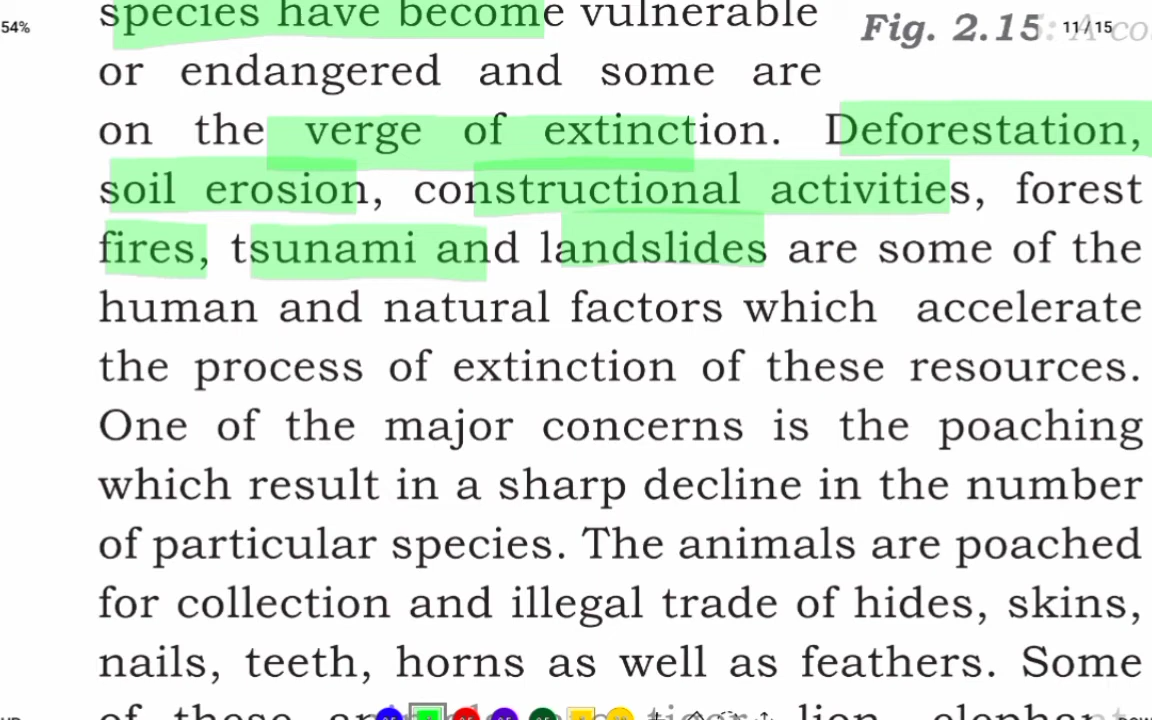 54%
species have become vulnerable
Fig. 2.15: A co
11/15
or endangered and some are
on the verge of extinction. Deforestation,
soil erosion, constructional activities, forest
fires, tsunami and landslides are some of the
human and natural factors which accelerate
the process of extinction of these resources.
One of the major concerns is the poaching
which result in a sharp decline in the number
of particular species. The animals are poached
for collection and illegal trade of hides, skins,
nails, teeth, horns as well as feathers. Some
of these lion, elephant